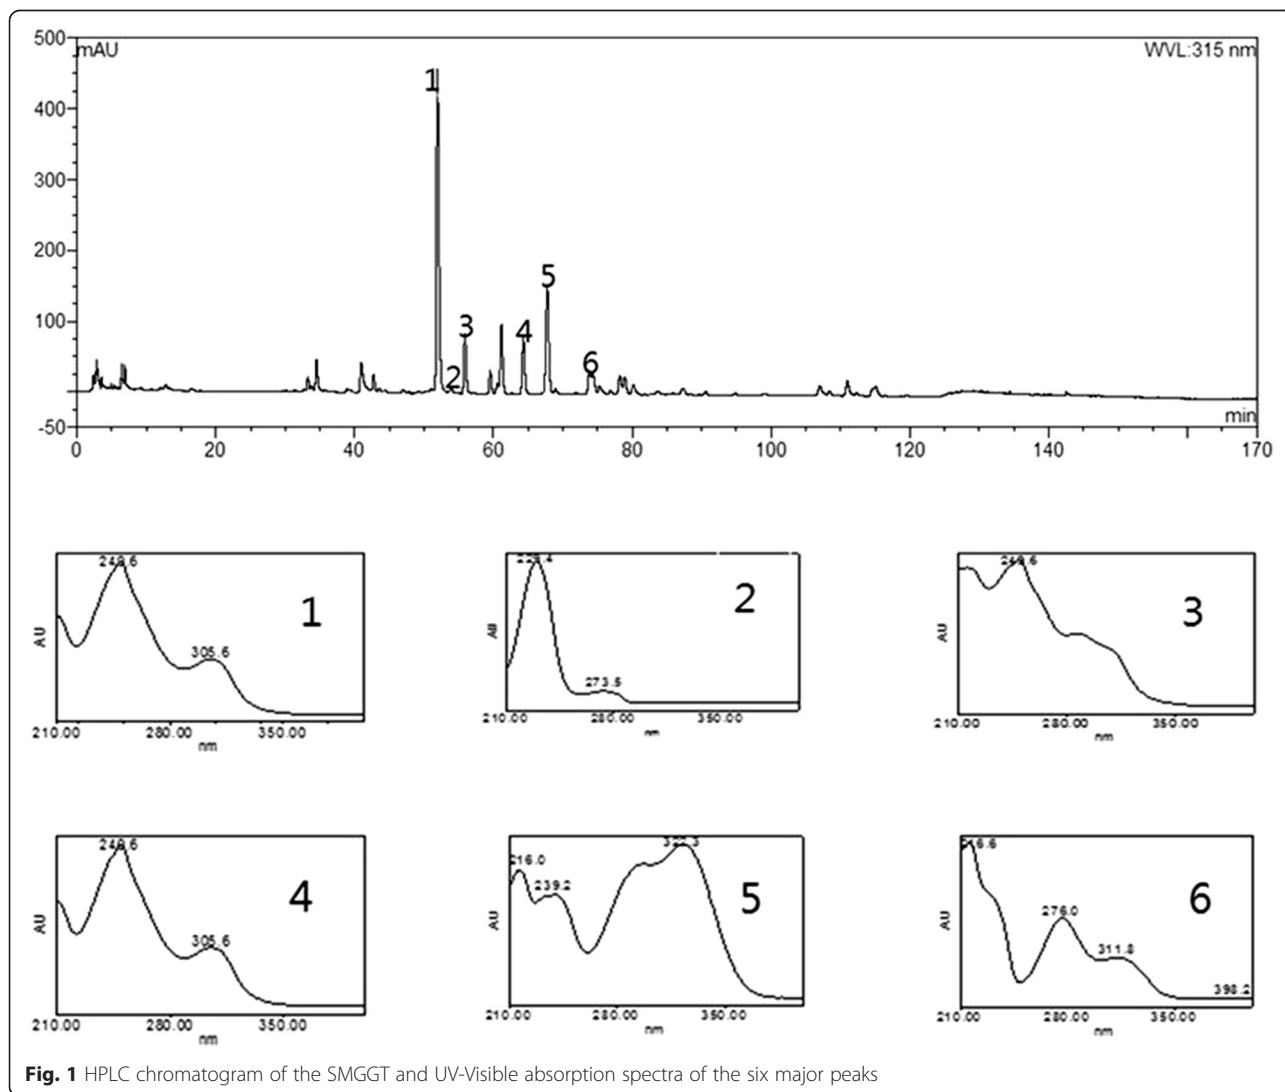 500
mAU
WVL:315 nm
400
300
200
100
-50
min
0 20 40 60 80 100 120 140 170
1
2
3
4
5
6
249.6
305.6
1
AU
210.00 280.00 350.00
nm
273.5
2
AU
210.00 280.00 350.00
nm
249.6
3
AU
210.00 280.00 350.00
nm
249.6
305.6
4
AU
210.00 280.00 350.00
nm
216.0
239.2
322.3
5
AU
210.00 280.00 350.00
nm
216.6
276.0
311.8
398.2
6
AU
210.00 280.00 350.00
nm
Fig. 1 HPLC chromatogram of the SMGGT and UV-Visible absorption spectra of the six major peaks